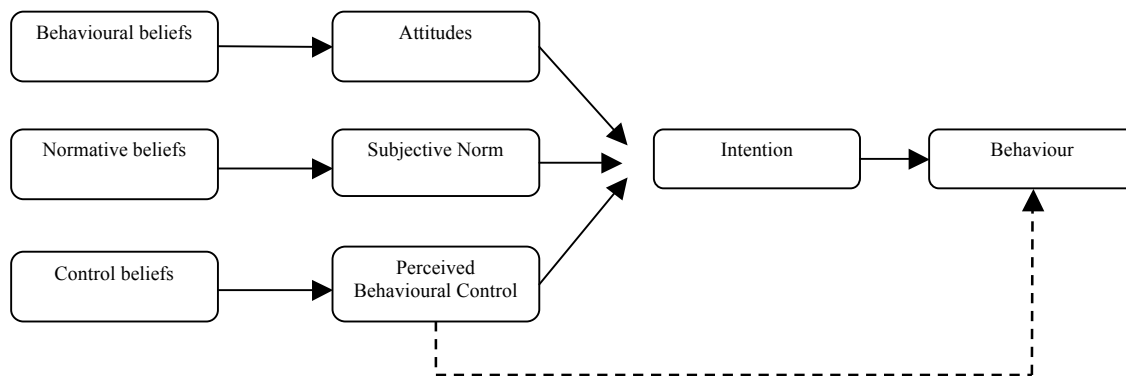 Behavioural beliefs
Attitudes
Normative beliefs
Subjective Norm
Intention
Behaviour
Control beliefs
Perceived
Behavioural Control